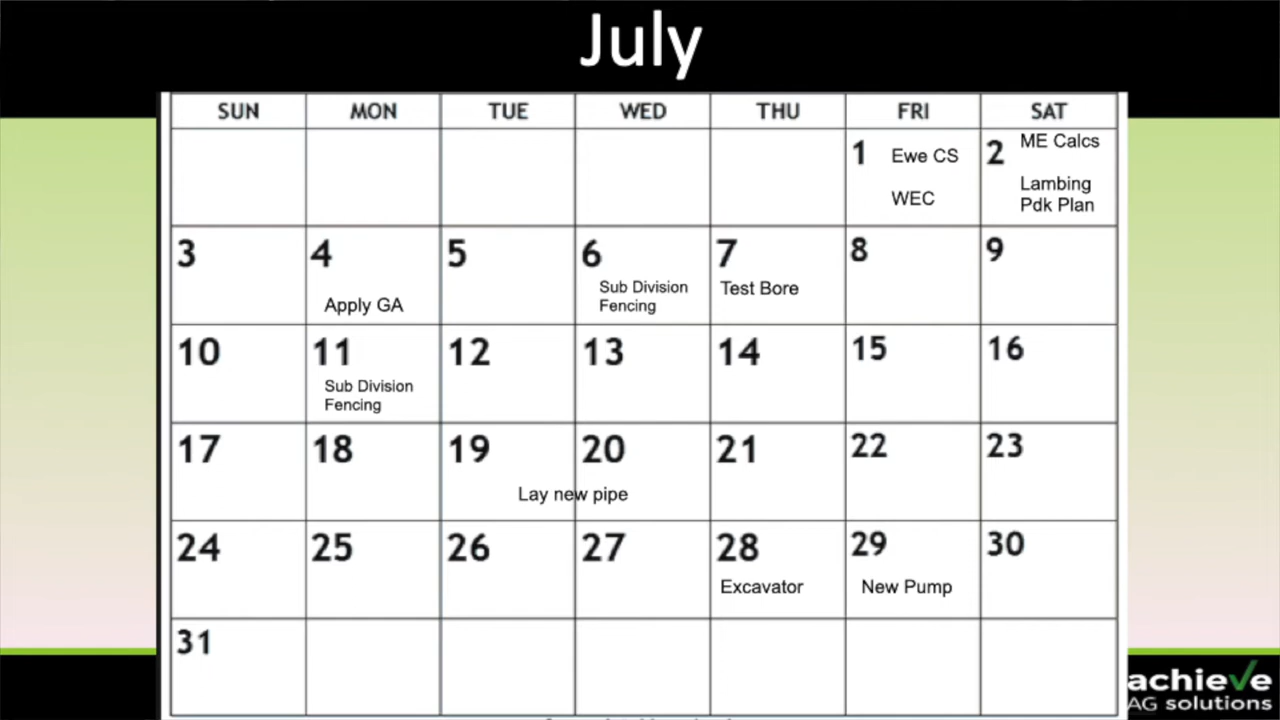 July
SUN MON TUE WED THU FRI SAT
1 Ewe CS
WEC
2 ME Calcs
Lambing
Pdk Plan
3
4
Apply GA
5
6
Sub Division
Fencing
7
Test Bore
8
9
10
11
Sub Division
Fencing
12
13
14
15
16
17
18
19
20
Lay new pipe
21
22
23
24
25
26
27
28
Excavator
29
New Pump
30
31
achieve
AG solutions